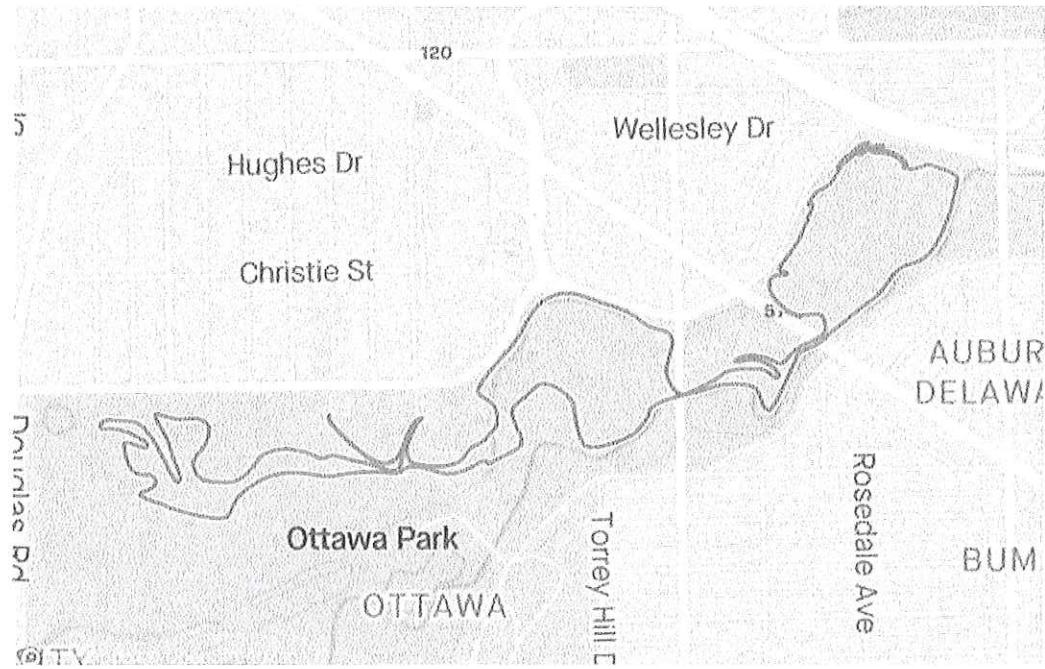 120
Wellesley Dr
Hughes Dr
Christie St
AUBUR
DELAWA
Rosedale Ave
Ottawa Park
Torrey Hill D
BUM
OTTAWA